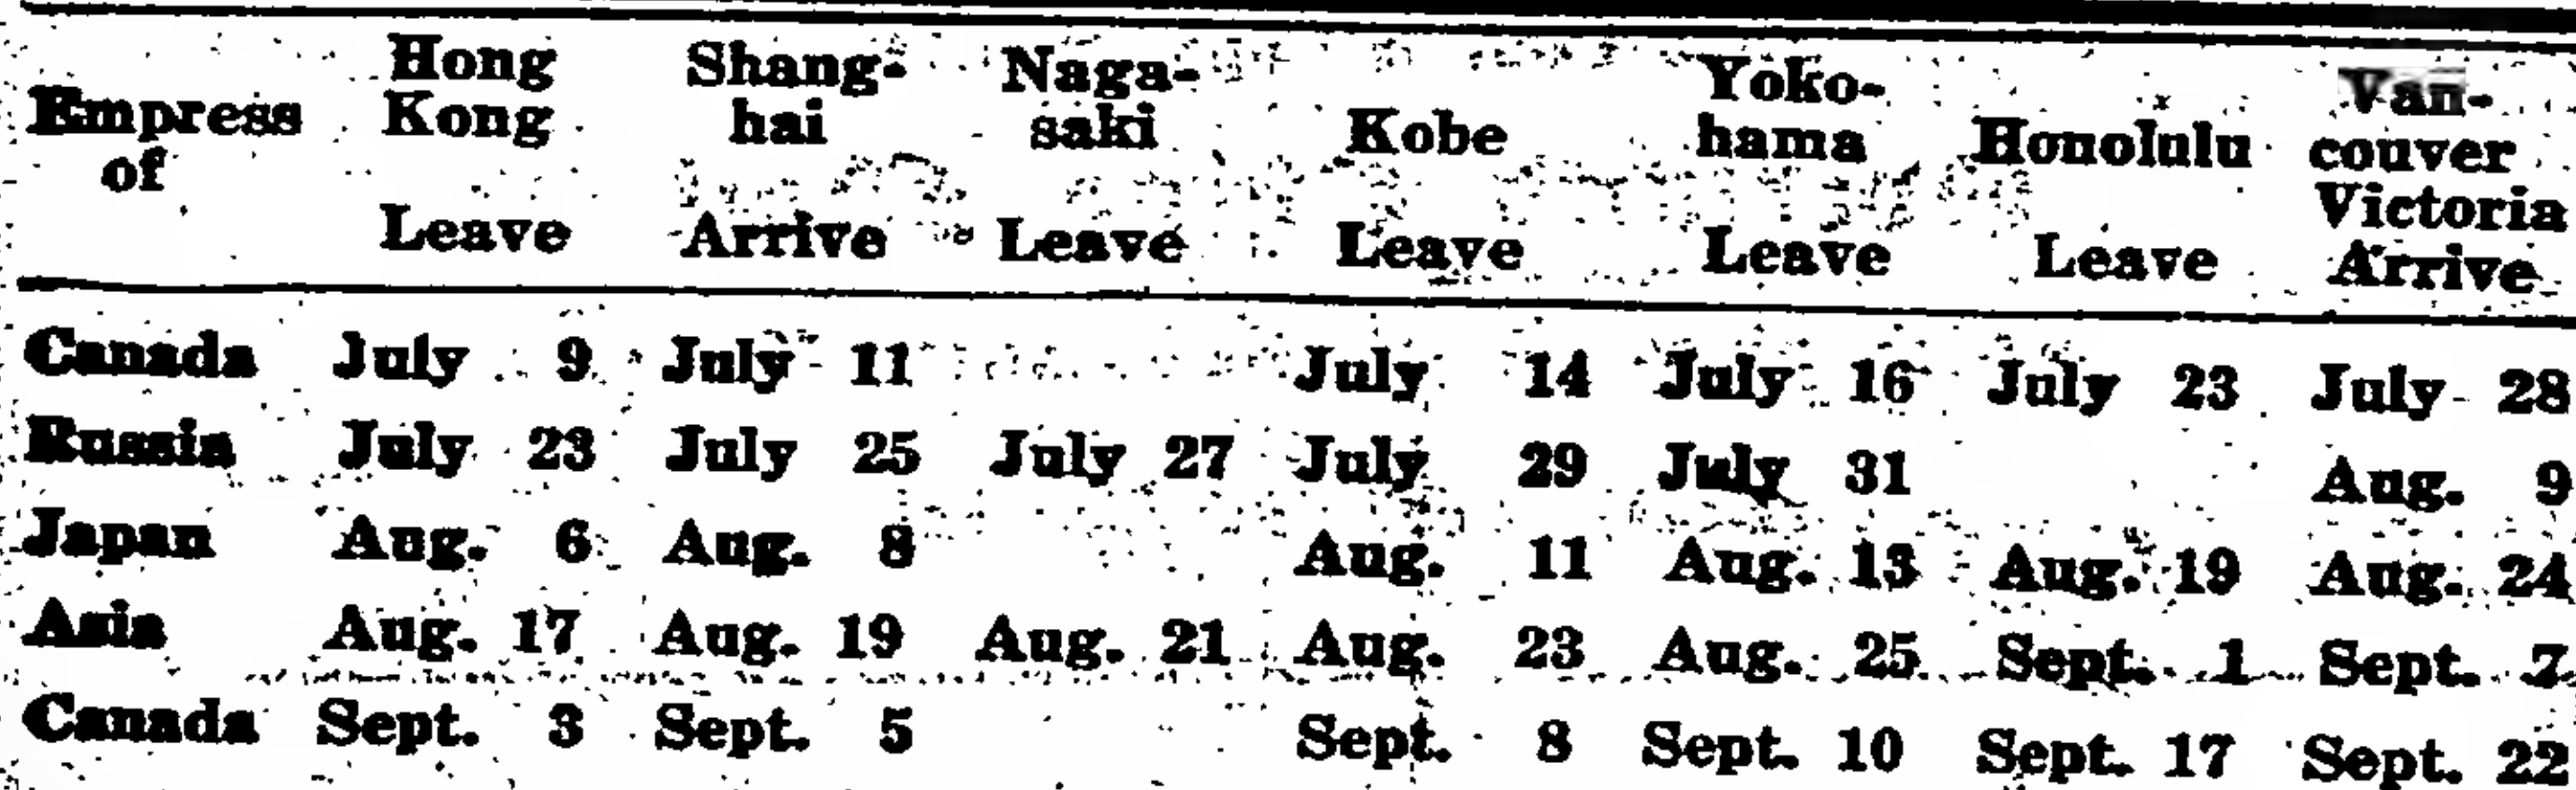 Empress of Hong Kong Leave Shang-hai Arrive Naga-saki Leave Kobe Leave Yoko-hama Leave Honolulu Leave Van-couver Victoria Arrive
Canada July 9 July 11 July 14 July 16 July 23 July 28
Russia July 23 July 25 July 27 July 29 July 31 Aug. 9
Japan Aug. 6 Aug. 8 Aug. 11 Aug. 13 Aug. 19 Aug. 24
Asia Aug. 17 Aug. 19 Aug. 21 Aug. 23 Aug. 25 Sept. 1 Sept. 7
Canada Sept. 3 Sept. 5 Sept. 8 Sept. 10 Sept. 17 Sept. 22